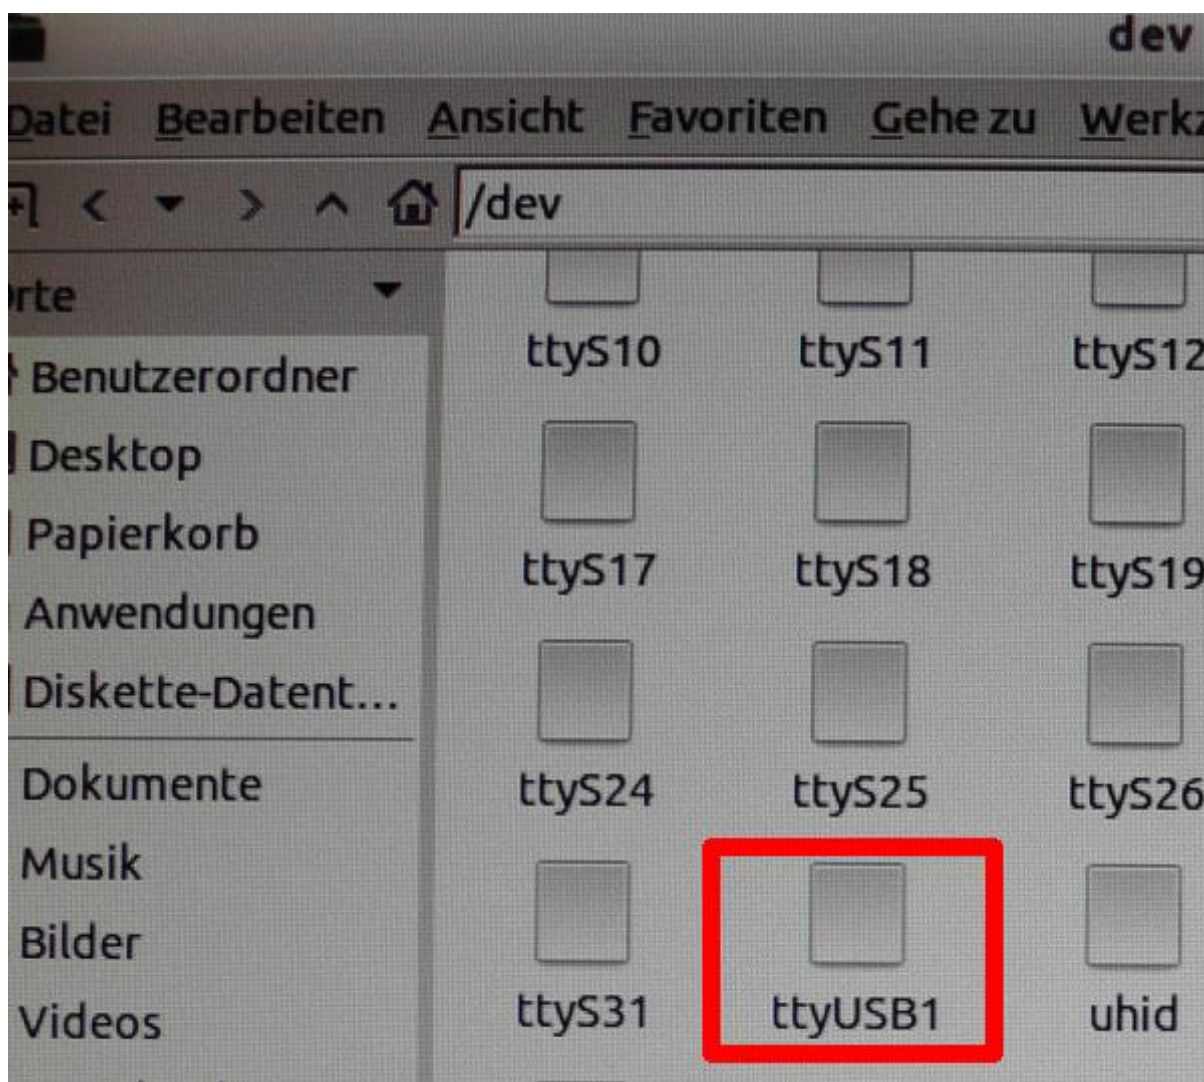 dev
Datei Bearbeiten Ansicht Favoriten Gehe zu
/dev
Benutzerordner
Desktop
Papierkorb
Anwendungen
Diskette-Datent...
Dokumente
Musik
Bilder
Videos
ttyS10 ttyS11 ttyS12
ttyS17 ttyS18 ttyS19
ttyS24 ttyS25 ttyS26
ttyS31 ttyUSB1 uhid